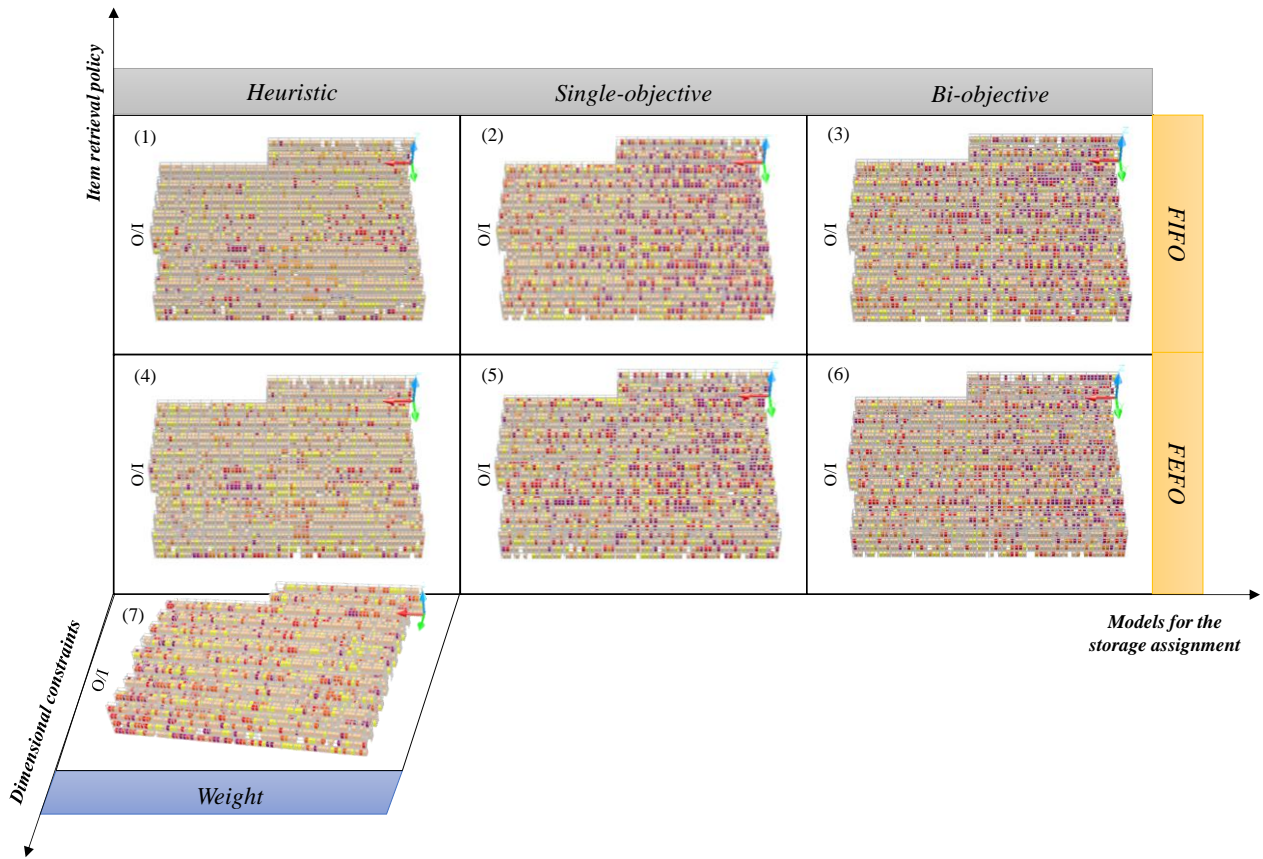 Item retrieval policy
Heuristic
Single-objective
Bi-objective
(1)
(2)
(3)
O/I
O/I
O/I
FIFO
(4)
(5)
(6)
O/I
O/I
O/I
FEFO
(7)
O/I
Dimensional constraints
Weight
Models for the
storage assignment